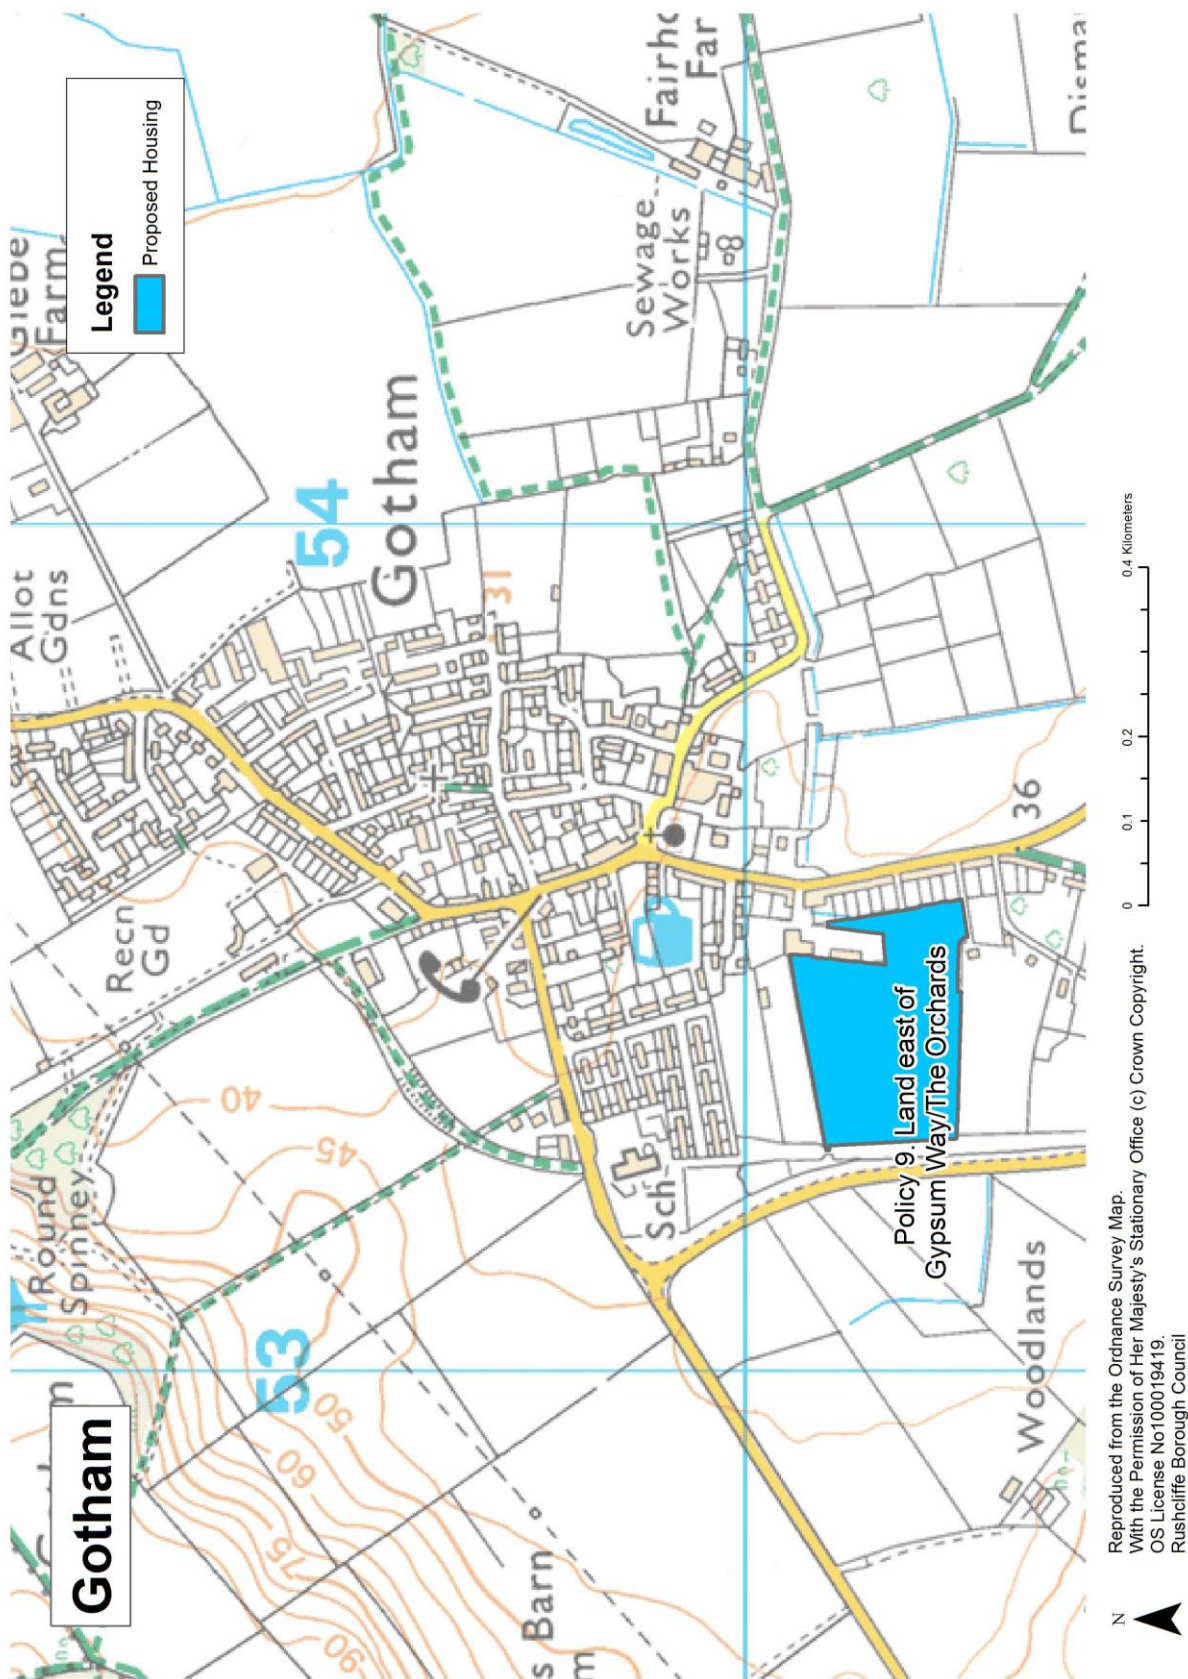 Gotham
Legend
Proposed Housing
Glebe
Farm
Allot
Gdns
Recn
Gd
Round
Spinney
54
53
Gotham
31
40
45
50
60
75
90
s Barn
m
Sch
Sewage
Works
Fairho
Far
36
Woodlands
Policy 9. Land east of
Gypsum Way/The Orchards
N
Reproduced from the Ordnance Survey Map.
With the Permission of Her Majesty's Stationary Office (c) Crown Copyright.
OS License No100019419.
Rushcliffe Borough Council
0 0.1 0.2 0.4 Kilometers